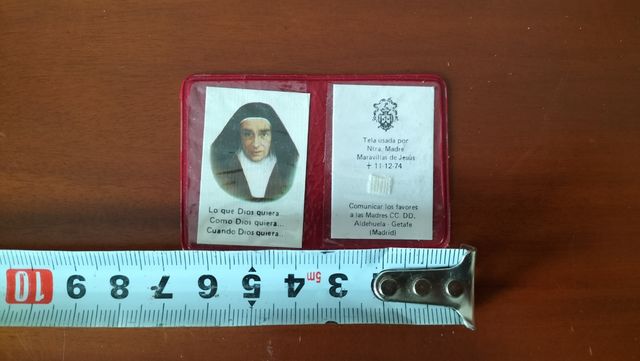 Lo que Dios quiera...
Como Dios quiera...
Cuando Dios quiera...
Tela usada por
Ntra. Madre
Maravillas de Jesús
† 11-12-74
Comunicar los favores
a las Madres CC. DD.
Aldehuela - Getafe
(Madrid)
10 9 8 7 6 5 4 5m 3